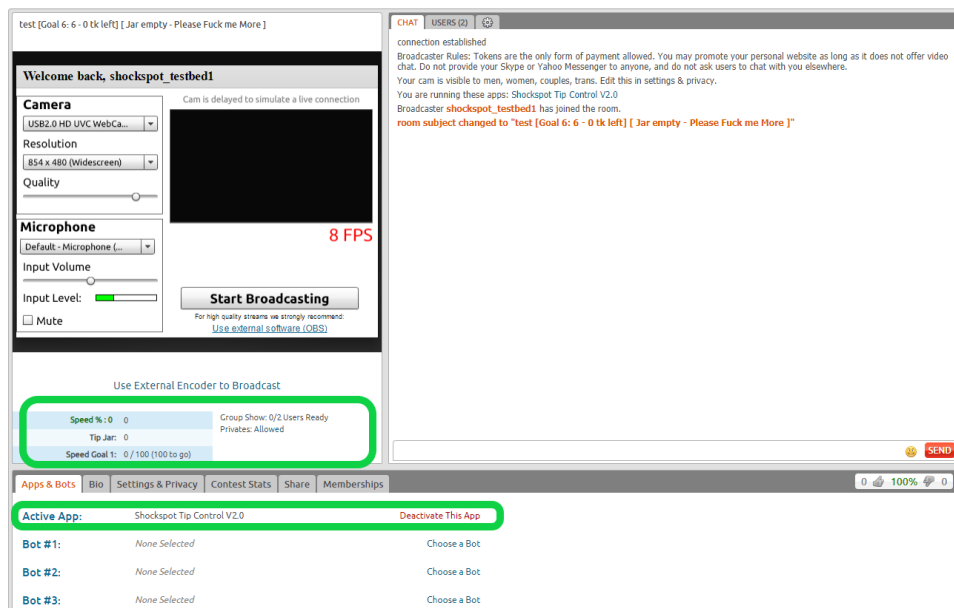 test [Goal 6: 6 - 0 tk left] [ Jar empty - Please Fuck me More ]
Welcome back, shockspot_testbed1
Camera
USB2.0 HD UVC WebCa...
Resolution
854 x 480 (Widescreen)
Quality
Cam is delayed to simulate a live connection
8 FPS
Microphone
Default - Microphone (...
Input Volume
Input Level:
Mute
Start Broadcasting
For high quality streams we strongly recommend:
Use external software (OBS)
Use External Encoder to Broadcast
Speed % : 0 0
Tip Jar: 0
Speed Goal 1: 0 / 100 (100 to go)
Group Show: 0/2 Users Ready
Privates: Allowed
CHAT USERS (2)
connection established
Broadcaster Rules: Tokens are the only form of payment allowed. You may promote your personal website as long as it does not offer video
chat. Do not provide your Skype or Yahoo Messenger to anyone, and do not ask users to chat with you elsewhere.
Your cam is visible to men, women, couples, trans. Edit this in settings & privacy.
You are running these apps: Shockspot Tip Control V2.0
Broadcaster shockspot_testbed1 has joined the room.
room subject changed to "test [Goal 6: 6 - 0 tk left] [ Jar empty - Please Fuck me More ]"
SEND
Apps & Bots Bio Settings & Privacy Contest Stats Share Memberships
0 100% 0
Active App: Shockspot Tip Control V2.0 Deactivate This App
Bot #1: None Selected Choose a Bot
Bot #2: None Selected Choose a Bot
Bot #3: None Selected Choose a Bot